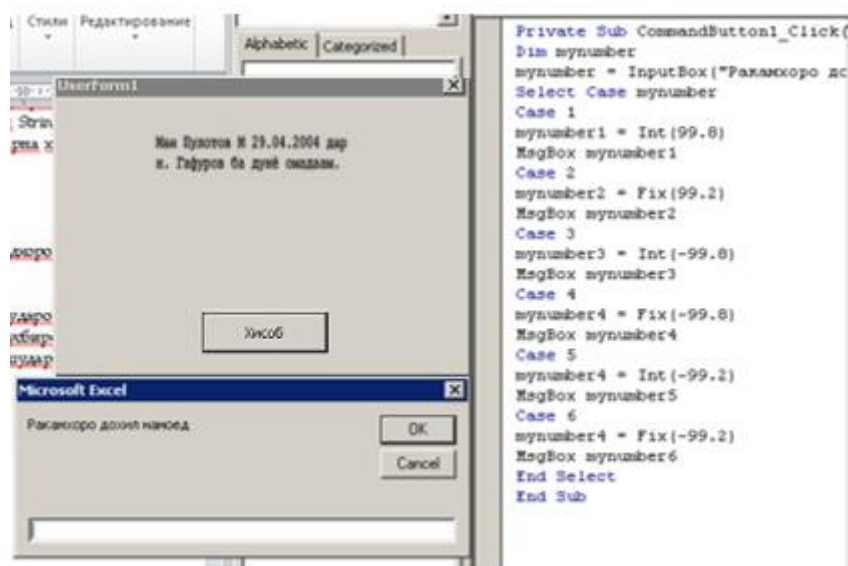 Стили Редактирование
Alphabetic Categorized
UserForm1
Ман Пулотов М 29.04.2004 дар
н. Гафуров ба дунё омадаам.
Хисоб
Microsoft Excel
Ракамхоро дохил намоед
OK
Cancel
Private Sub CommandButton1_Click(
Dim mynumber
mynumber = InputBox("Ракамхоро до
Select Case mynumber
Case 1
mynumber1 = Int(99.8)
MsgBox mynumber1
Case 2
mynumber2 = Fix(99.2)
MsgBox mynumber2
Case 3
mynumber3 = Int(-99.8)
MsgBox mynumber3
Case 4
mynumber4 = Fix(-99.8)
MsgBox mynumber4
Case 5
mynumber4 = Int(-99.2)
MsgBox mynumber5
Case 6
mynumber4 = Fix(-99.2)
MsgBox mynumber6
End Select
End Sub